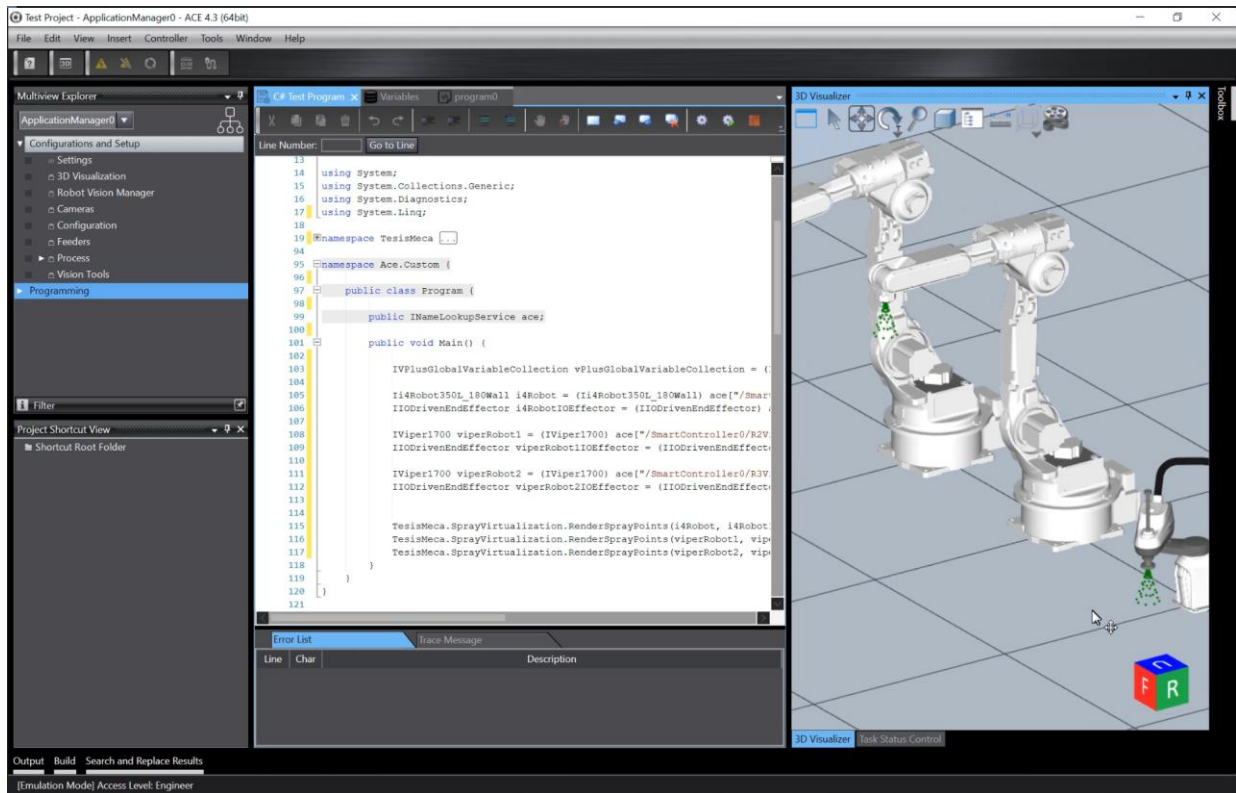 Test Project - ApplicationManager0 - ACE 4.3 (64bit)
File Edit View Insert Controller Tools Window Help
Multiview Explorer
ApplicationManager0
Configurations and Setup
Settings
3D Visualization
Robot Vision Manager
Cameras
Configuration
Feeders
Process
Vision Tools
Programming
Filter
Project Shortcut View
Shortcut Root Folder
C# Test Program Variables program0
Line Number: Go to Line
13
14 using System;
15 using System.Collections.Generic;
16 using System.Diagnostics;
17 using System.Linq;
18
19 namespace TesisMeca ...
94
95 namespace Ace.Custom {
96
97 public class Program {
98
99 public INameLookupService ace;
100
101 public void Main() {
102
103 IVPlusGlobalVariableCollection vPlusGlobalVariableCollection = (
104
105 Ii4Robot350L_180Wall i4Robot = (Ii4Robot350L_180Wall) ace["/Smar
106 IIODrivenEndEffector i4RobotIOEffector = (IIODrivenEndEffector)
107
108 IViper1700 viperRobot1 = (IViper1700) ace["/SmartController0/R2V
109 IIODrivenEndEffector viperRobot1IOEffector = (IIODrivenEndEffect
110
111 IViper1700 viperRobot2 = (IViper1700) ace["/SmartController0/R3V
112 IIODrivenEndEffector viperRobot2IOEffector = (IIODrivenEndEffect
113
114
115 TesisMeca.SprayVirtualization.RenderSprayPoints(i4Robot, i4Robot
116 TesisMeca.SprayVirtualization.RenderSprayPoints(viperRobot1, vip
117 TesisMeca.SprayVirtualization.RenderSprayPoints(viperRobot2, vip
118 }
119 }
120 }
121
Error List Trace Message
Line Char Description
3D Visualizer
Toolbox
F R
3D Visualizer Task Status Control
Output Build Search and Replace Results
[Emulation Mode] Access Level: Engineer